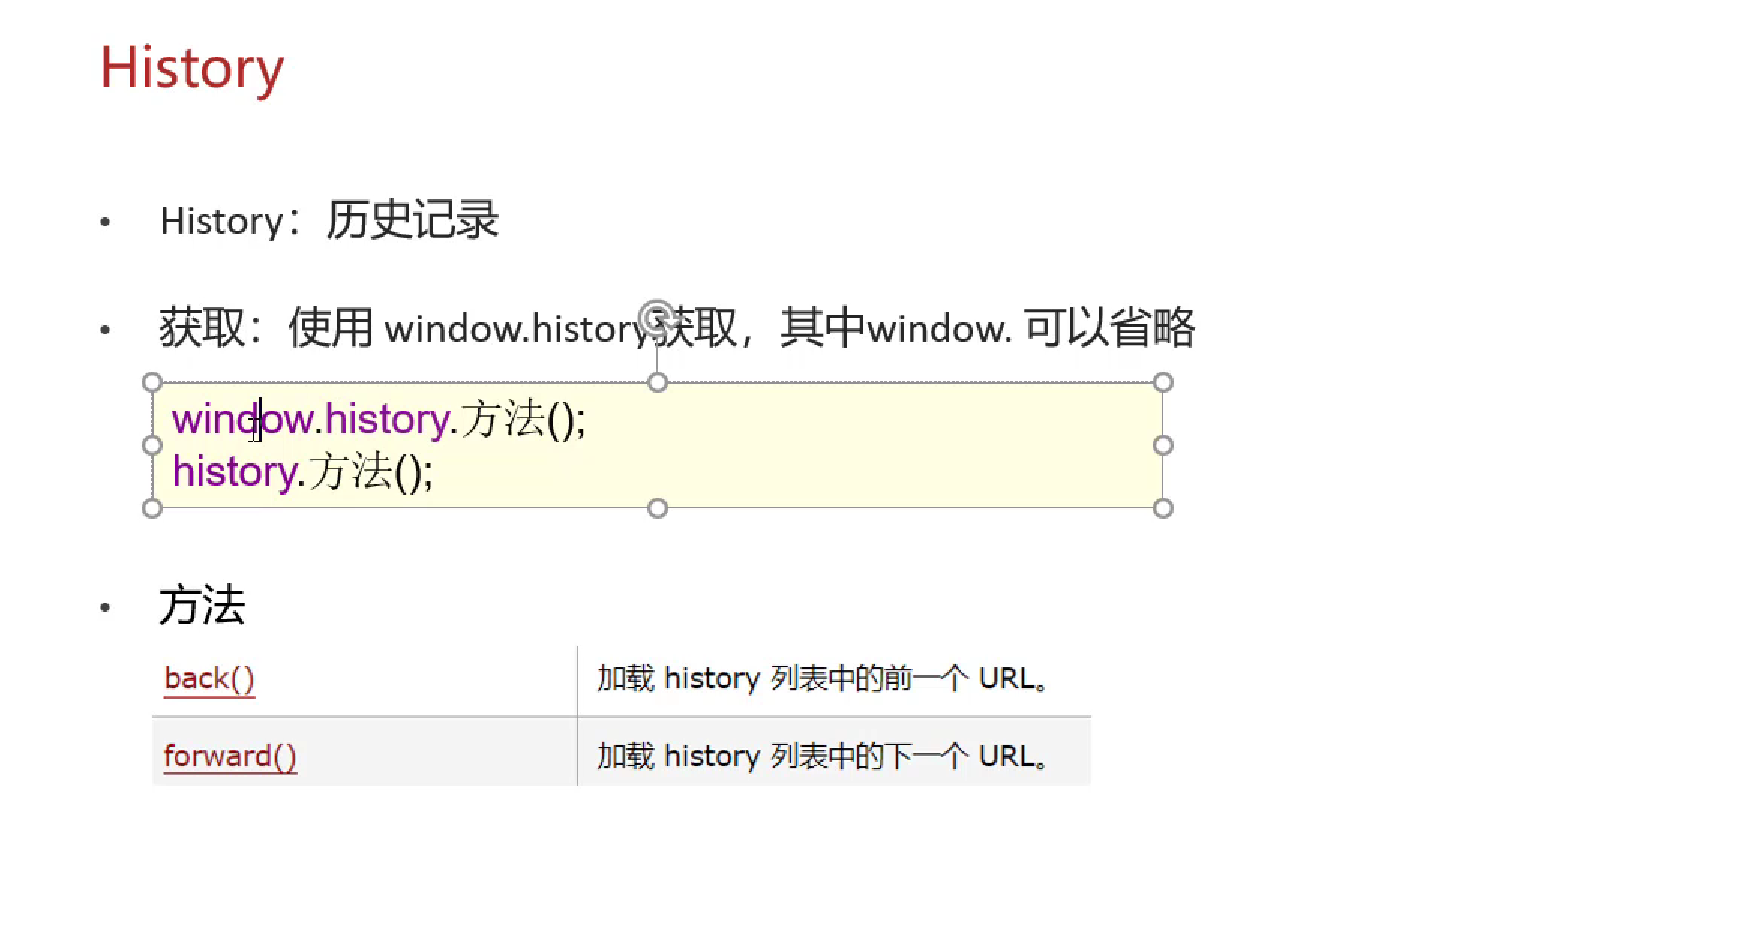 History
• History：历史记录
• 获取：使用 window.history获取，其中window. 可以省略
window.history.方法();
history.方法();
• 方法
back() 加载 history 列表中的前一个 URL。
forward() 加载 history 列表中的下一个 URL。